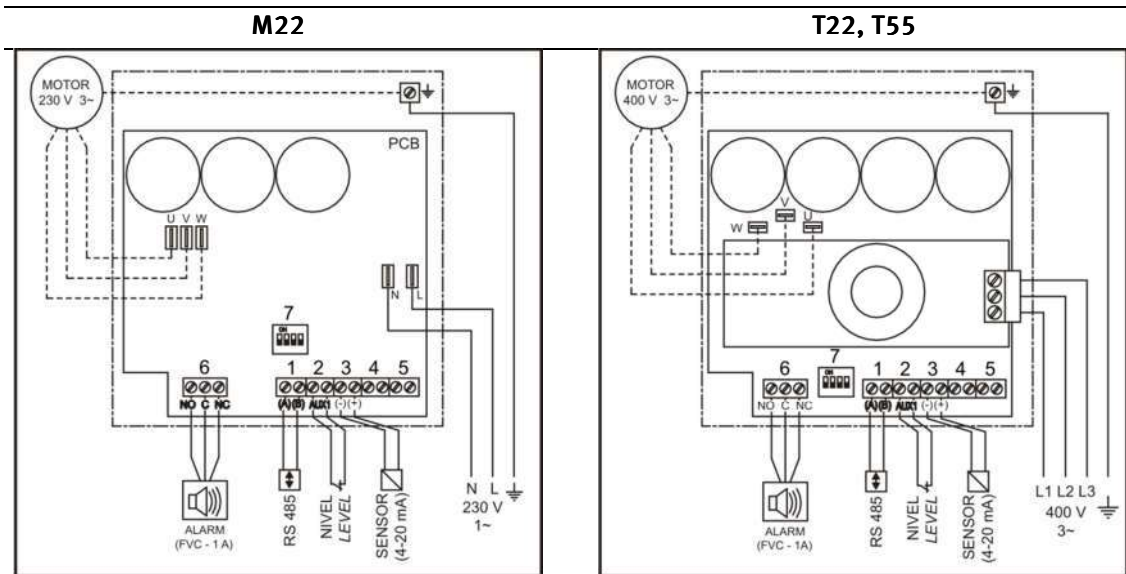 M22
MOTOR
230 V 3~
PCB
U V W
N L
7
ON
6 1 2 3 4 5
NO C NC (A) (B) AUX1 (-) (+)
ALARM
(FVC - 1 A)
RS 485
NIVEL
LEVEL
SENSOR
(4-20 mA)
N L
230 V
1~
T22, T55
MOTOR
400 V 3~
W V U
7
ON
6 1 2 3 4 5
NO C NC (A) (B) AUX1 (-) (+)
ALARM
(FVC - 1A)
RS 485
NIVEL
LEVEL
SENSOR
(4-20 mA)
L1 L2 L3
400 V
3~